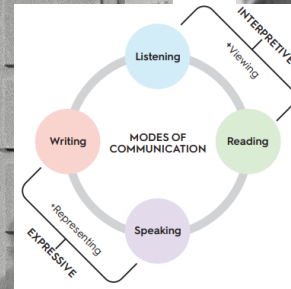 INTERPRETIVE
+Viewing
Listening
Writing
MODES OF
COMMUNICATION
Reading
Speaking
+Representing
EXPRESSIVE